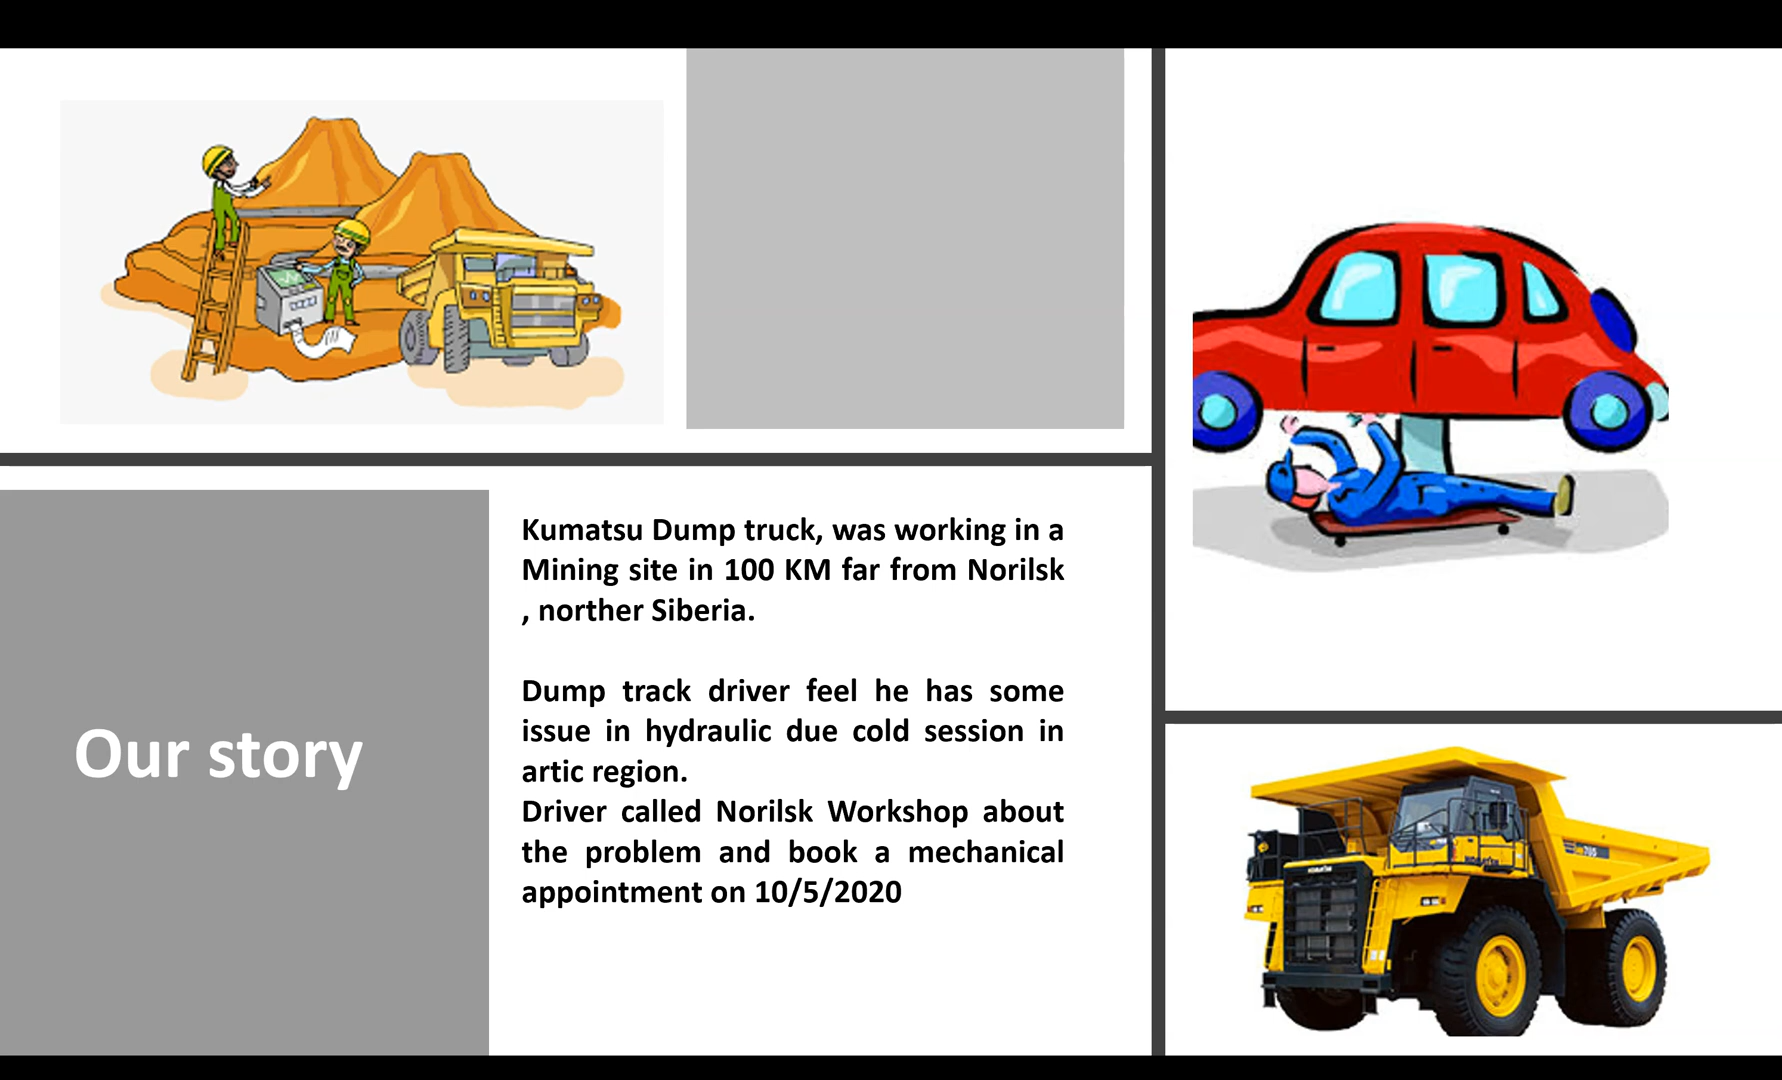 Kumatsu Dump truck, was working in a
Mining site in 100 KM far from Norilsk
, norther Siberia.
Dump track driver feel he has some
issue in hydraulic due cold session in
artic region.
Driver called Norilsk Workshop about
the problem and book a mechanical
appointment on 10/5/2020
Our story
KOMATSU